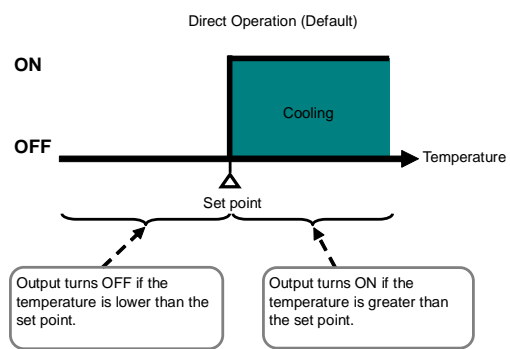 Direct Operation (Default)
ON
Cooling
OFF
Temperature
Set point
Output turns OFF if the
temperature is lower than the
set point.
Output turns ON if the
temperature is greater than
the set point.